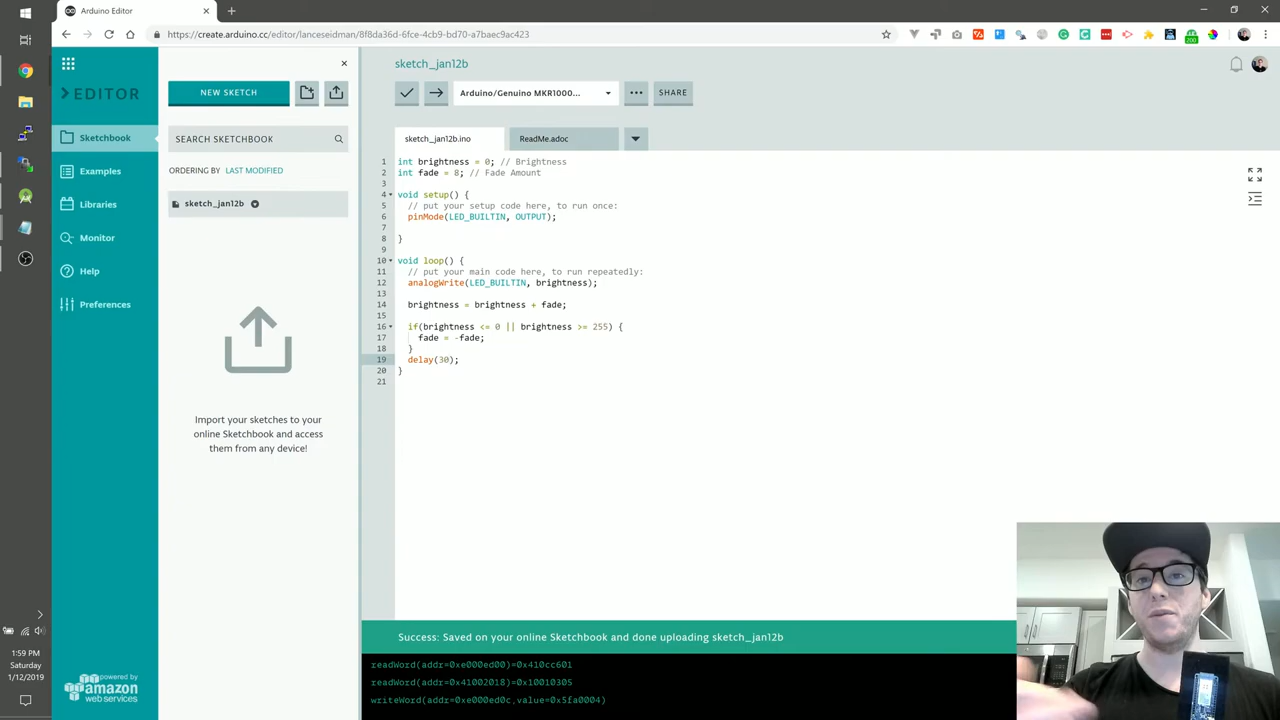 Arduino Editor
https://create.arduino.cc/editor/lanceseidman/8f8da36d-6fce-4cb9-bd70-a7baec9ac423
EDITOR
Sketchbook
Examples
Libraries
Monitor
Help
Preferences
powered by
amazon
web services
NEW SKETCH
SEARCH SKETCHBOOK
ORDERING BY LAST MODIFIED
sketch_jan12b
Import your sketches to your
online Sketchbook and access
them from any device!
sketch_jan12b
Arduino/Genuino MKR1000...
SHARE
sketch_jan12b.ino
ReadMe.adoc
1 int brightness = 0; // Brightness
2 int fade = 8; // Fade Amount
3
4 void setup() {
5 // put your setup code here, to run once:
6 pinMode(LED_BUILTIN, OUTPUT);
7
8 }
9
10 void loop() {
11 // put your main code here, to run repeatedly:
12 analogWrite(LED_BUILTIN, brightness);
13
14 brightness = brightness + fade;
15
16 if(brightness <= 0 || brightness >= 255) {
17 fade = -fade;
18 }
19 delay(30);
20 }
21
Success: Saved on your online Sketchbook and done uploading sketch_jan12b
readWord(addr=0xe000ed00)=0x410cc601
readWord(addr=0x41002018)=0x10010305
writeWord(addr=0xe000ed0c,value=0x5fa0004)
1:59 PM
Saturday
1/12/2019
200